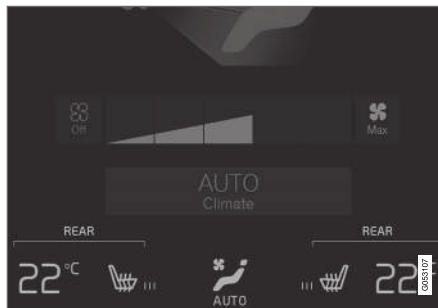 Off
Max
AUTO
Climate
REAR
REAR
22°C
22°C
AUTO
G053107